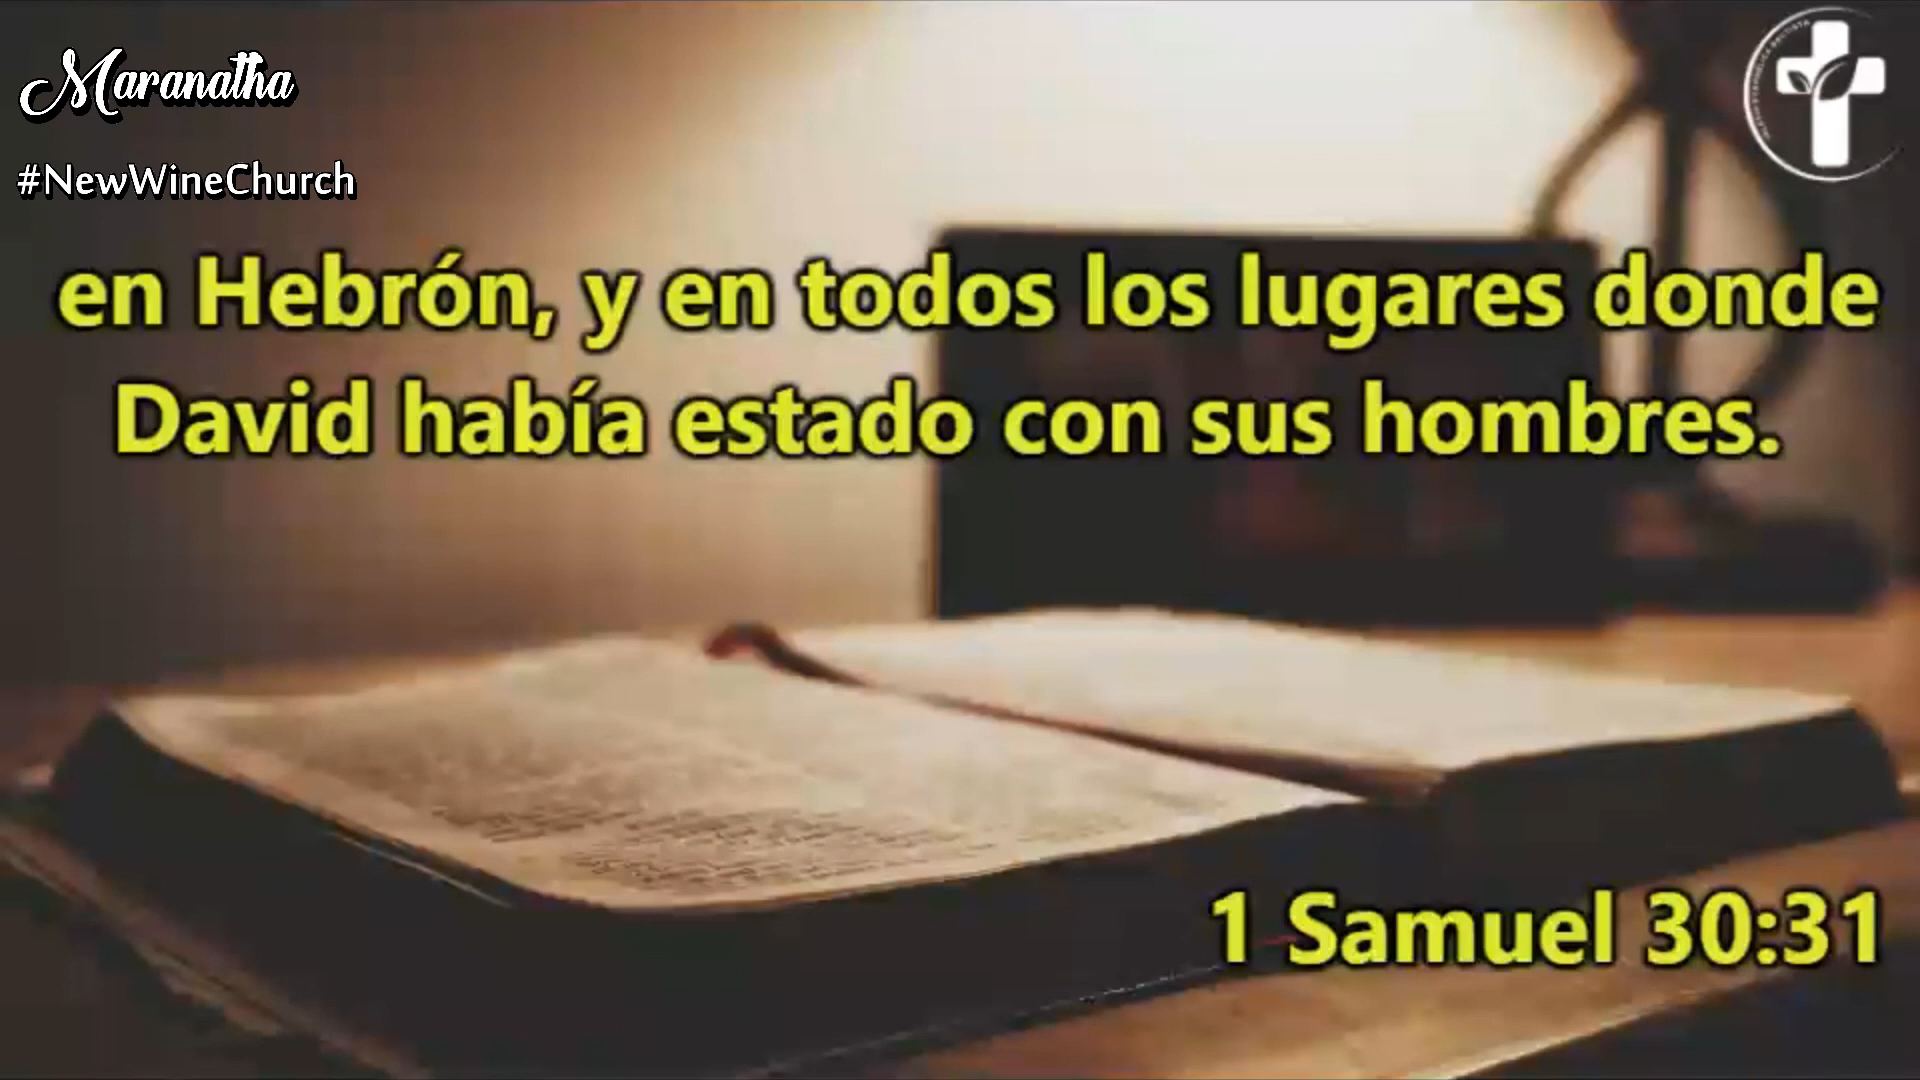 Maranatha
#NewWineChurch
en Hebrón, y en todos los lugares donde
David había estado con sus hombres.
1 Samuel 30:31